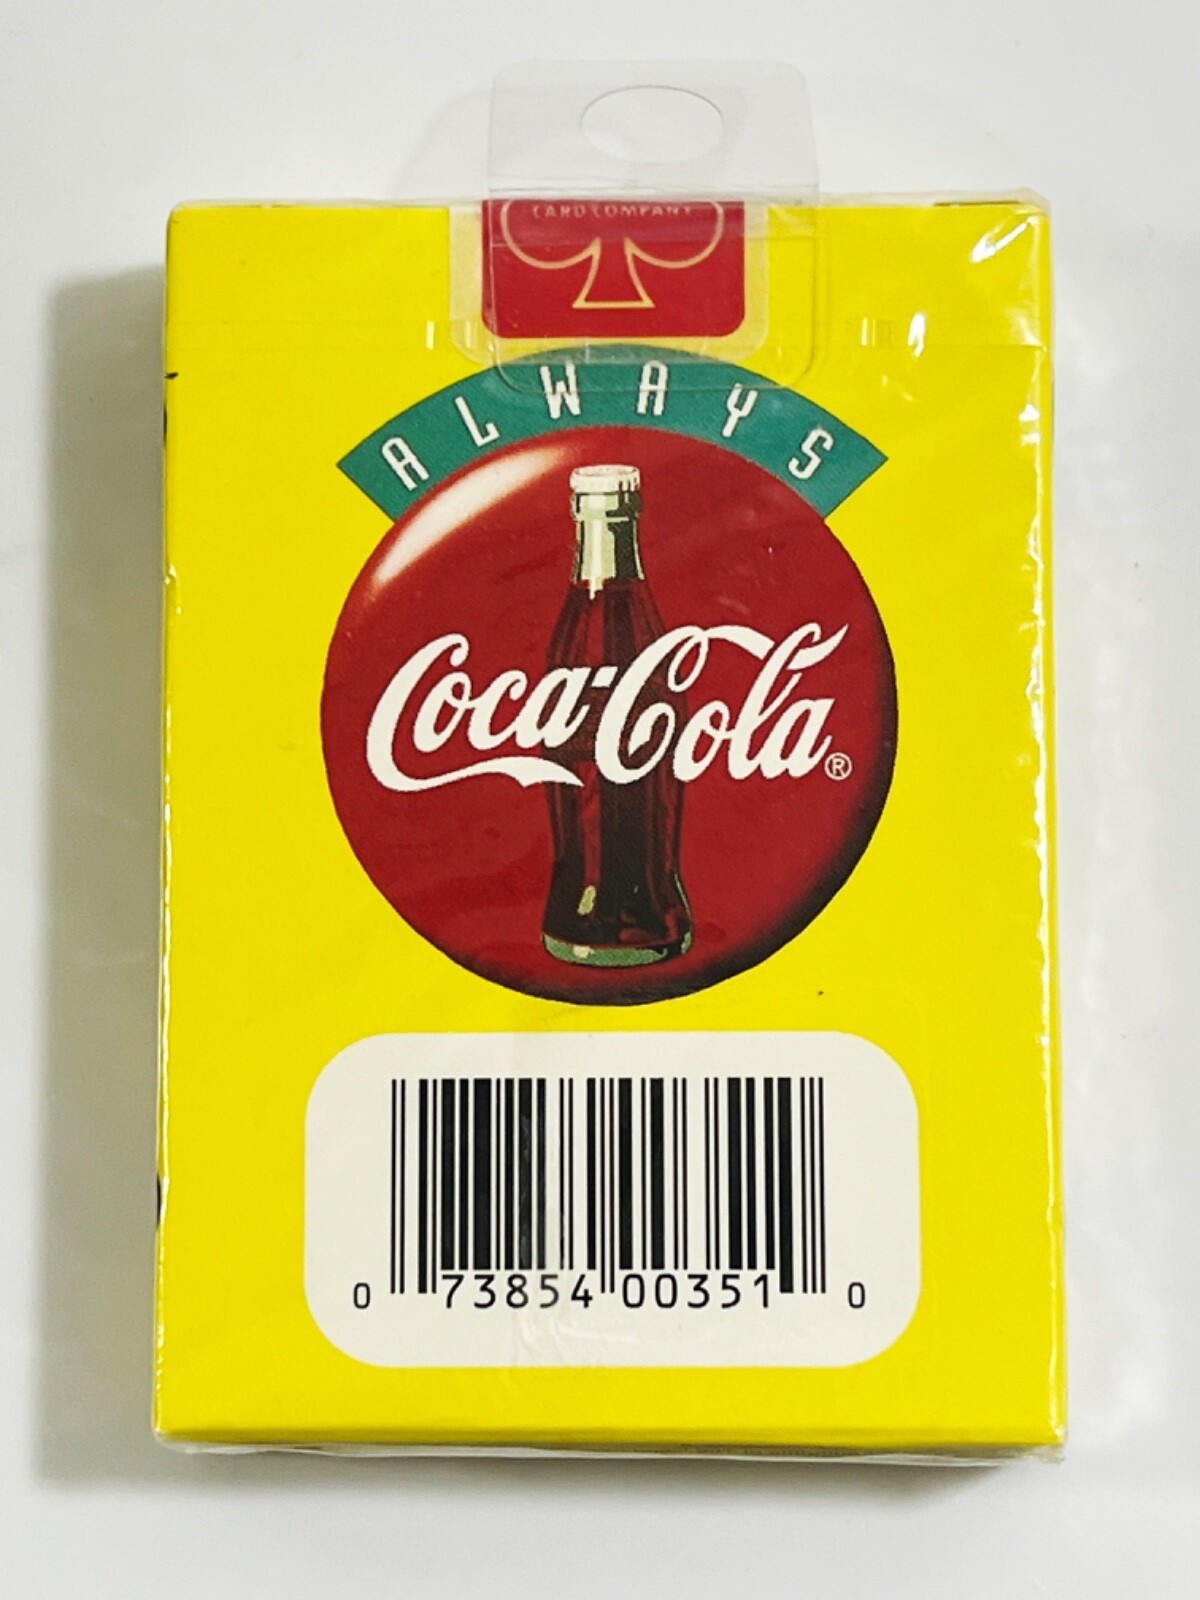 CARD COMPANY
ALWAYS
Coca-Cola®
0 73854 00351 0